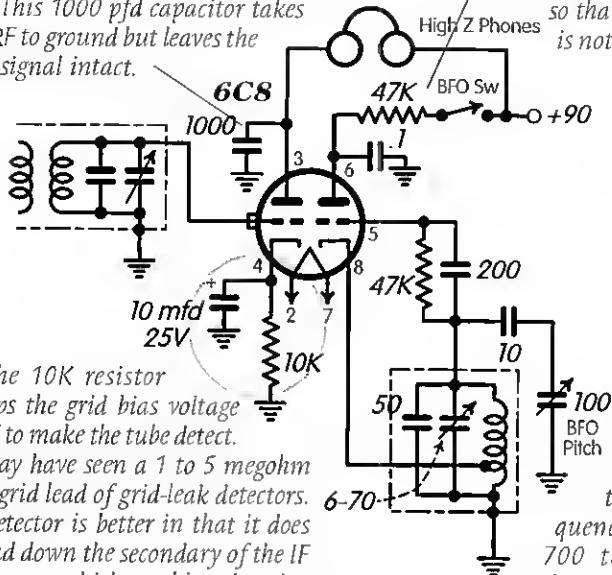 This 1000 pfd capacitor takes
RF to ground but leaves the
signal intact.
so tha
is not
High Z Phones
6C8
1000
47K
BFO Sw
+90
.1
3
6
5
4
8
2
7
10 mfd
25V
+
10K
47K
200
10
50
100
BFO
Pitch
6-70
he 10K resistor
ps the grid bias voltage
to make the tube detect.
ay have seen a 1 to 5 megohm
grid lead of grid-leak detectors.
etector is better in that it does
d down the secondary of the IF
t
quen
700 t